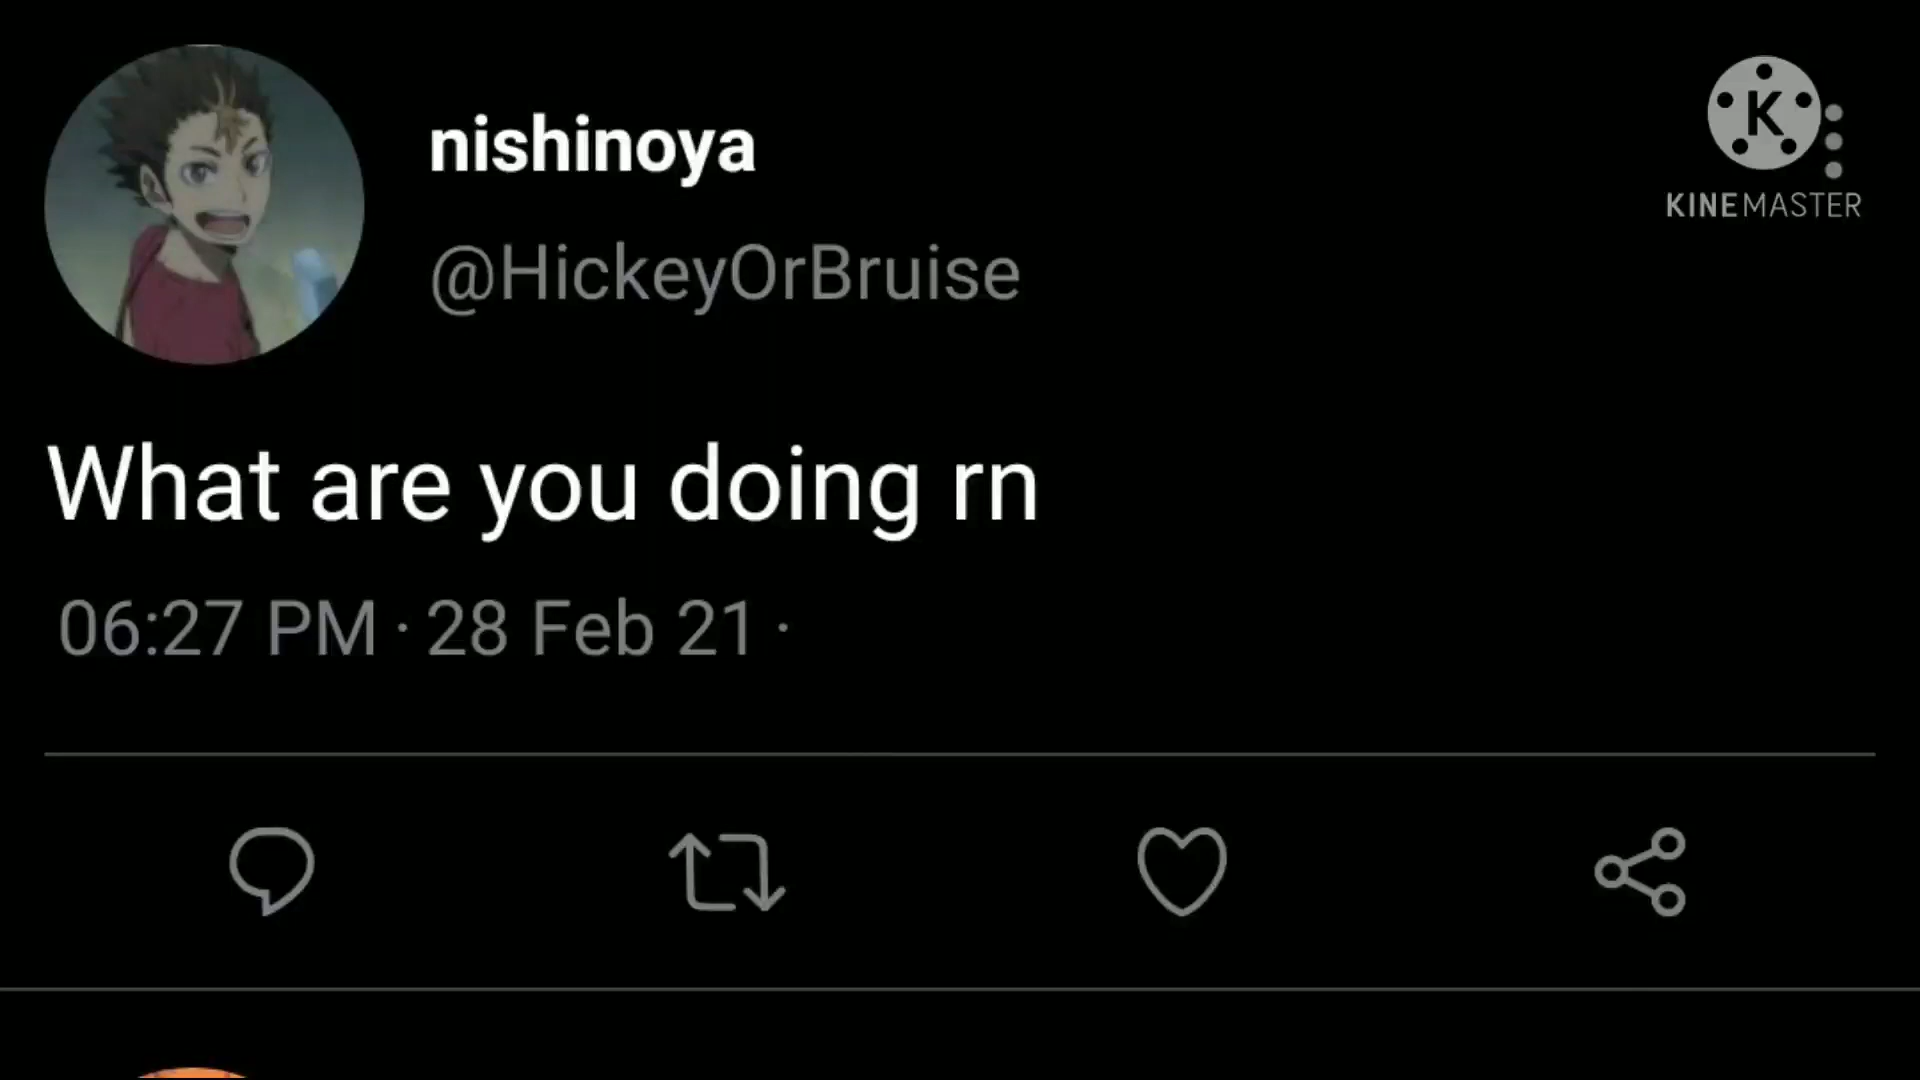 nishinoya
@HickeyOrBruise
K
KINEMASTER
What are you doing rn
06:27 PM · 28 Feb 21 ·